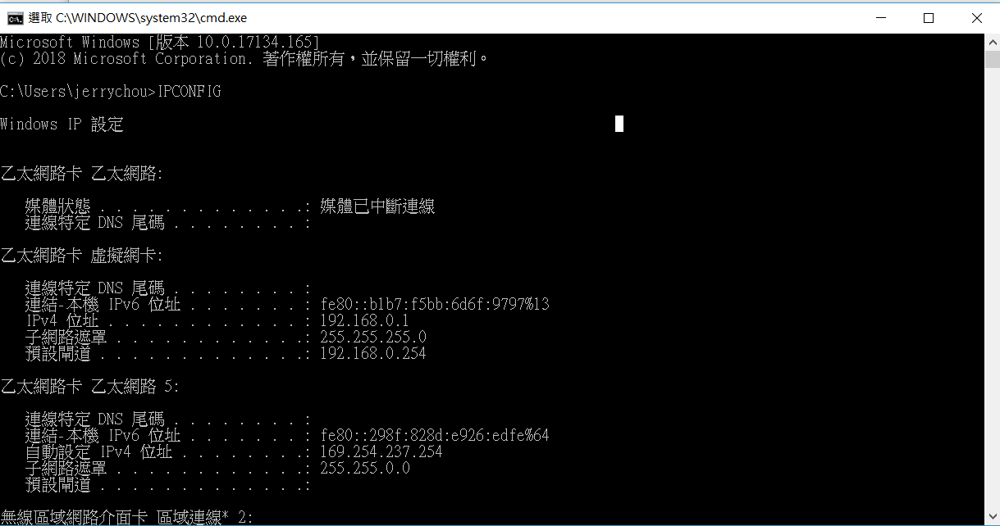 選取 C:\WINDOWS\system32\cmd.exe
Microsoft Windows [版本 10.0.17134.165]
(c) 2018 Microsoft Corporation. 著作權所有，並保留一切權利。
C:\Users\jerrychou>IPCONFIG
Windows IP 設定
乙太網路卡 乙太網路:
媒體狀態 . . . . . . . . . . . . .: 媒體已中斷連線
連線特定 DNS 尾碼 . . . . . . . . :
乙太網路卡 虛擬網卡:
連線特定 DNS 尾碼 . . . . . . . . :
連結-本機 IPv6 位址 . . . . . . . : fe80::b1b7:f5bb:6d6f:9797%13
IPv4 位址 . . . . . . . . . . . . : 192.168.0.1
子網路遮罩 . . . . . . . . . . . .: 255.255.255.0
預設閘道 . . . . . . . . . . . . .: 192.168.0.254
乙太網路卡 乙太網路 5:
連線特定 DNS 尾碼 . . . . . . . . :
連結-本機 IPv6 位址 . . . . . . . : fe80::298f:828d:e926:edfe%64
自動設定 IPv4 位址 . . . . . . . .: 169.254.237.254
子網路遮罩 . . . . . . . . . . . .: 255.255.0.0
預設閘道 . . . . . . . . . . . . .:
無線區域網路介面卡 區域連線* 2: